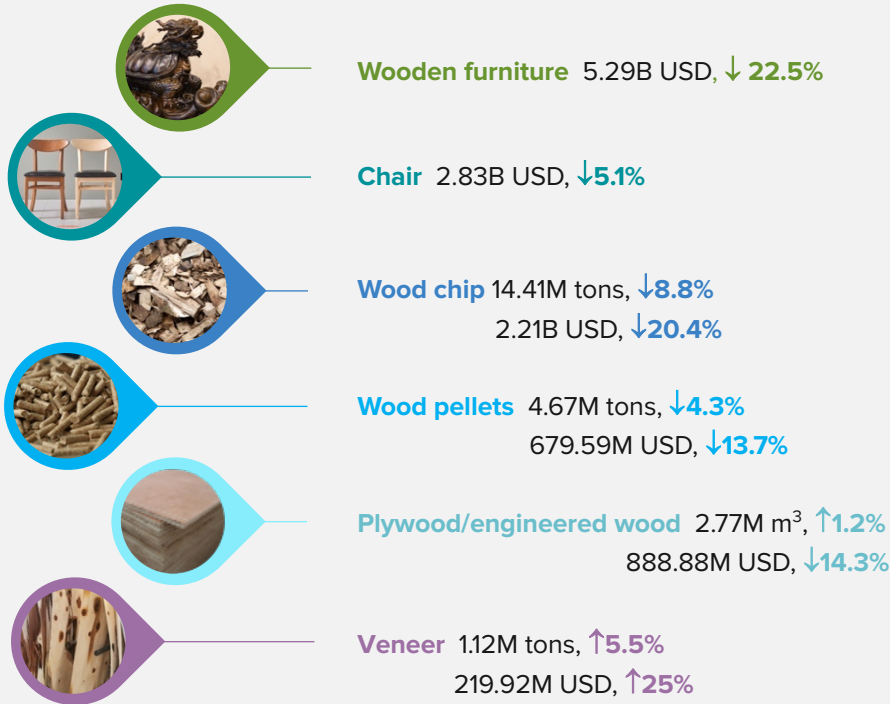 Wooden furniture 5.29B USD, ↓ 22.5%
Chair 2.83B USD, ↓5.1%
Wood chip 14.41M tons, ↓8.8%
2.21B USD, ↓20.4%
Wood pellets 4.67M tons, ↓4.3%
679.59M USD, ↓13.7%
Plywood/engineered wood 2.77M m³, ↑1.2%
888.88M USD, ↓14.3%
Veneer 1.12M tons, ↑5.5%
219.92M USD, ↑25%